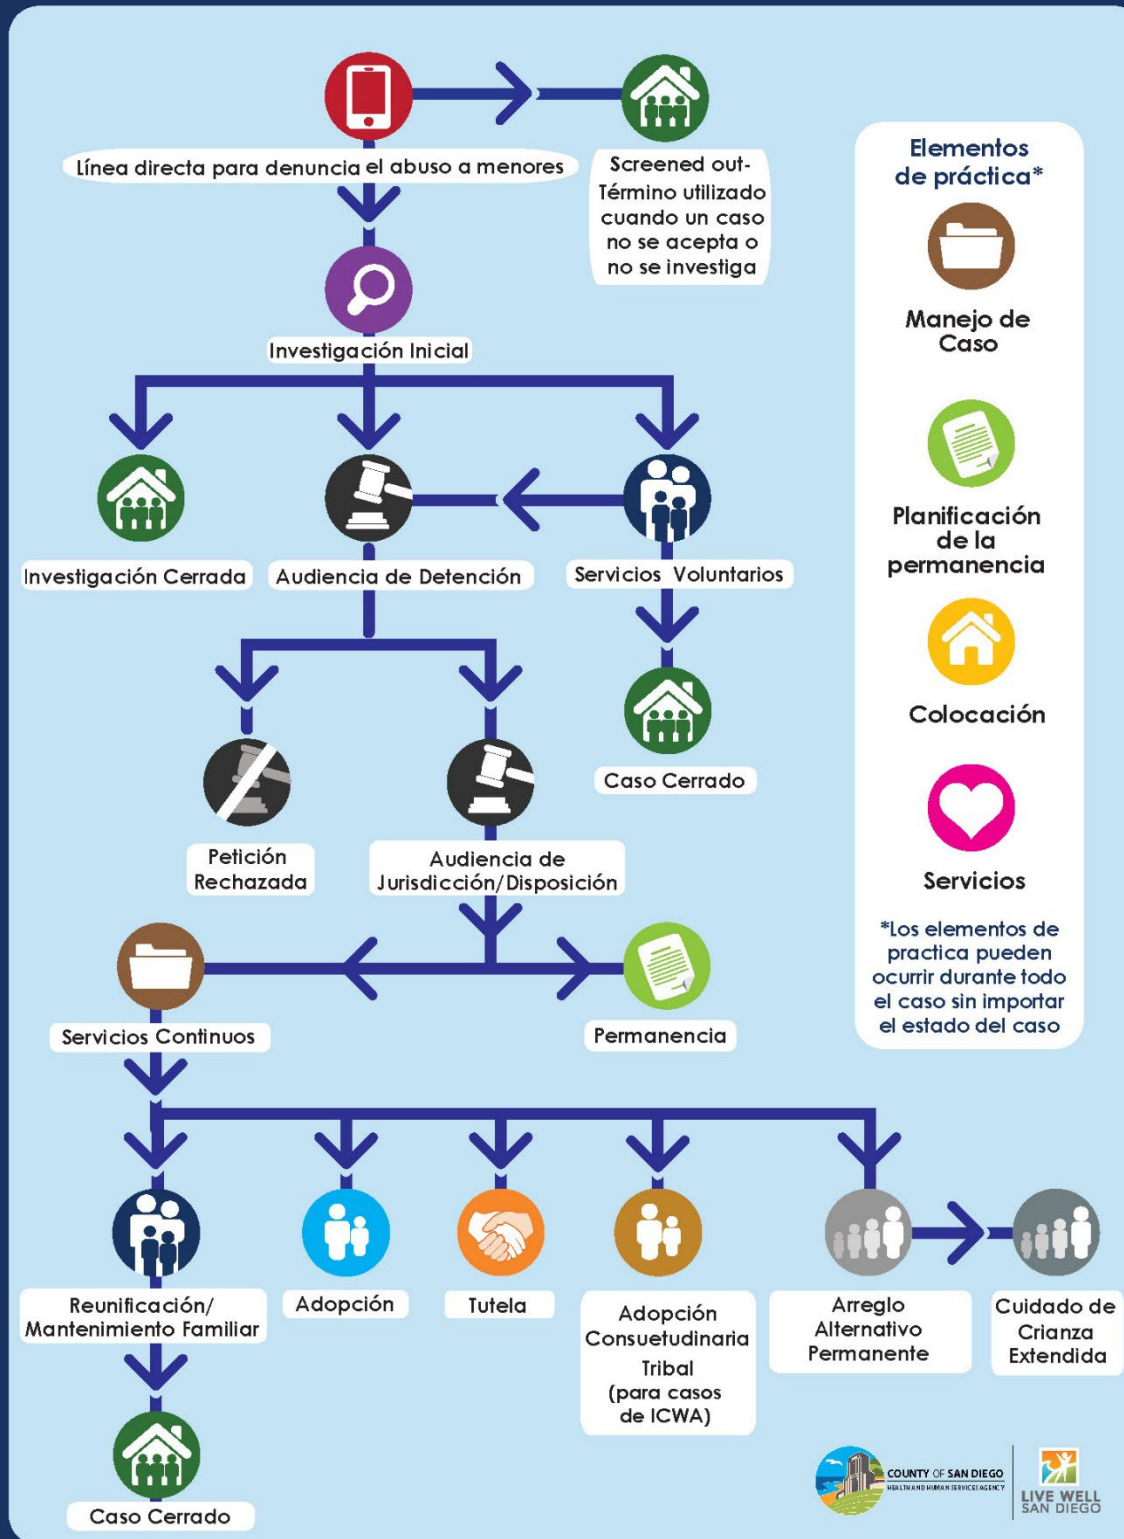 Línea directa para denuncia el abuso a menores
Screened out-
Término utilizado
cuando un caso
no se acepta o
no se investiga
Investigación Inicial
Investigación Cerrada
Audiencia de Detención
Servicios Voluntarios
Caso Cerrado
Petición
Rechazada
Audiencia de
Jurisdicción/Disposición
Servicios Continuos
Permanencia
Reunificación/
Mantenimiento Familiar
Adopción
Tutela
Adopción
Consuetudinaria
Tribal
(para casos
de ICWA)
Arreglo
Alternativo
Permanente
Cuidado de
Crianza
Extendida
Caso Cerrado
Elementos
de práctica*
Manejo de
Caso
Planificación
de la
permanencia
Colocación
Servicios
*Los elementos de
practica pueden
ocurrir durante todo
el caso sin importar
el estado del caso
COUNTY OF SAN DIEGO
HEALTH AND HUMAN SERVICES AGENCY
LIVE WELL
SAN DIEGO